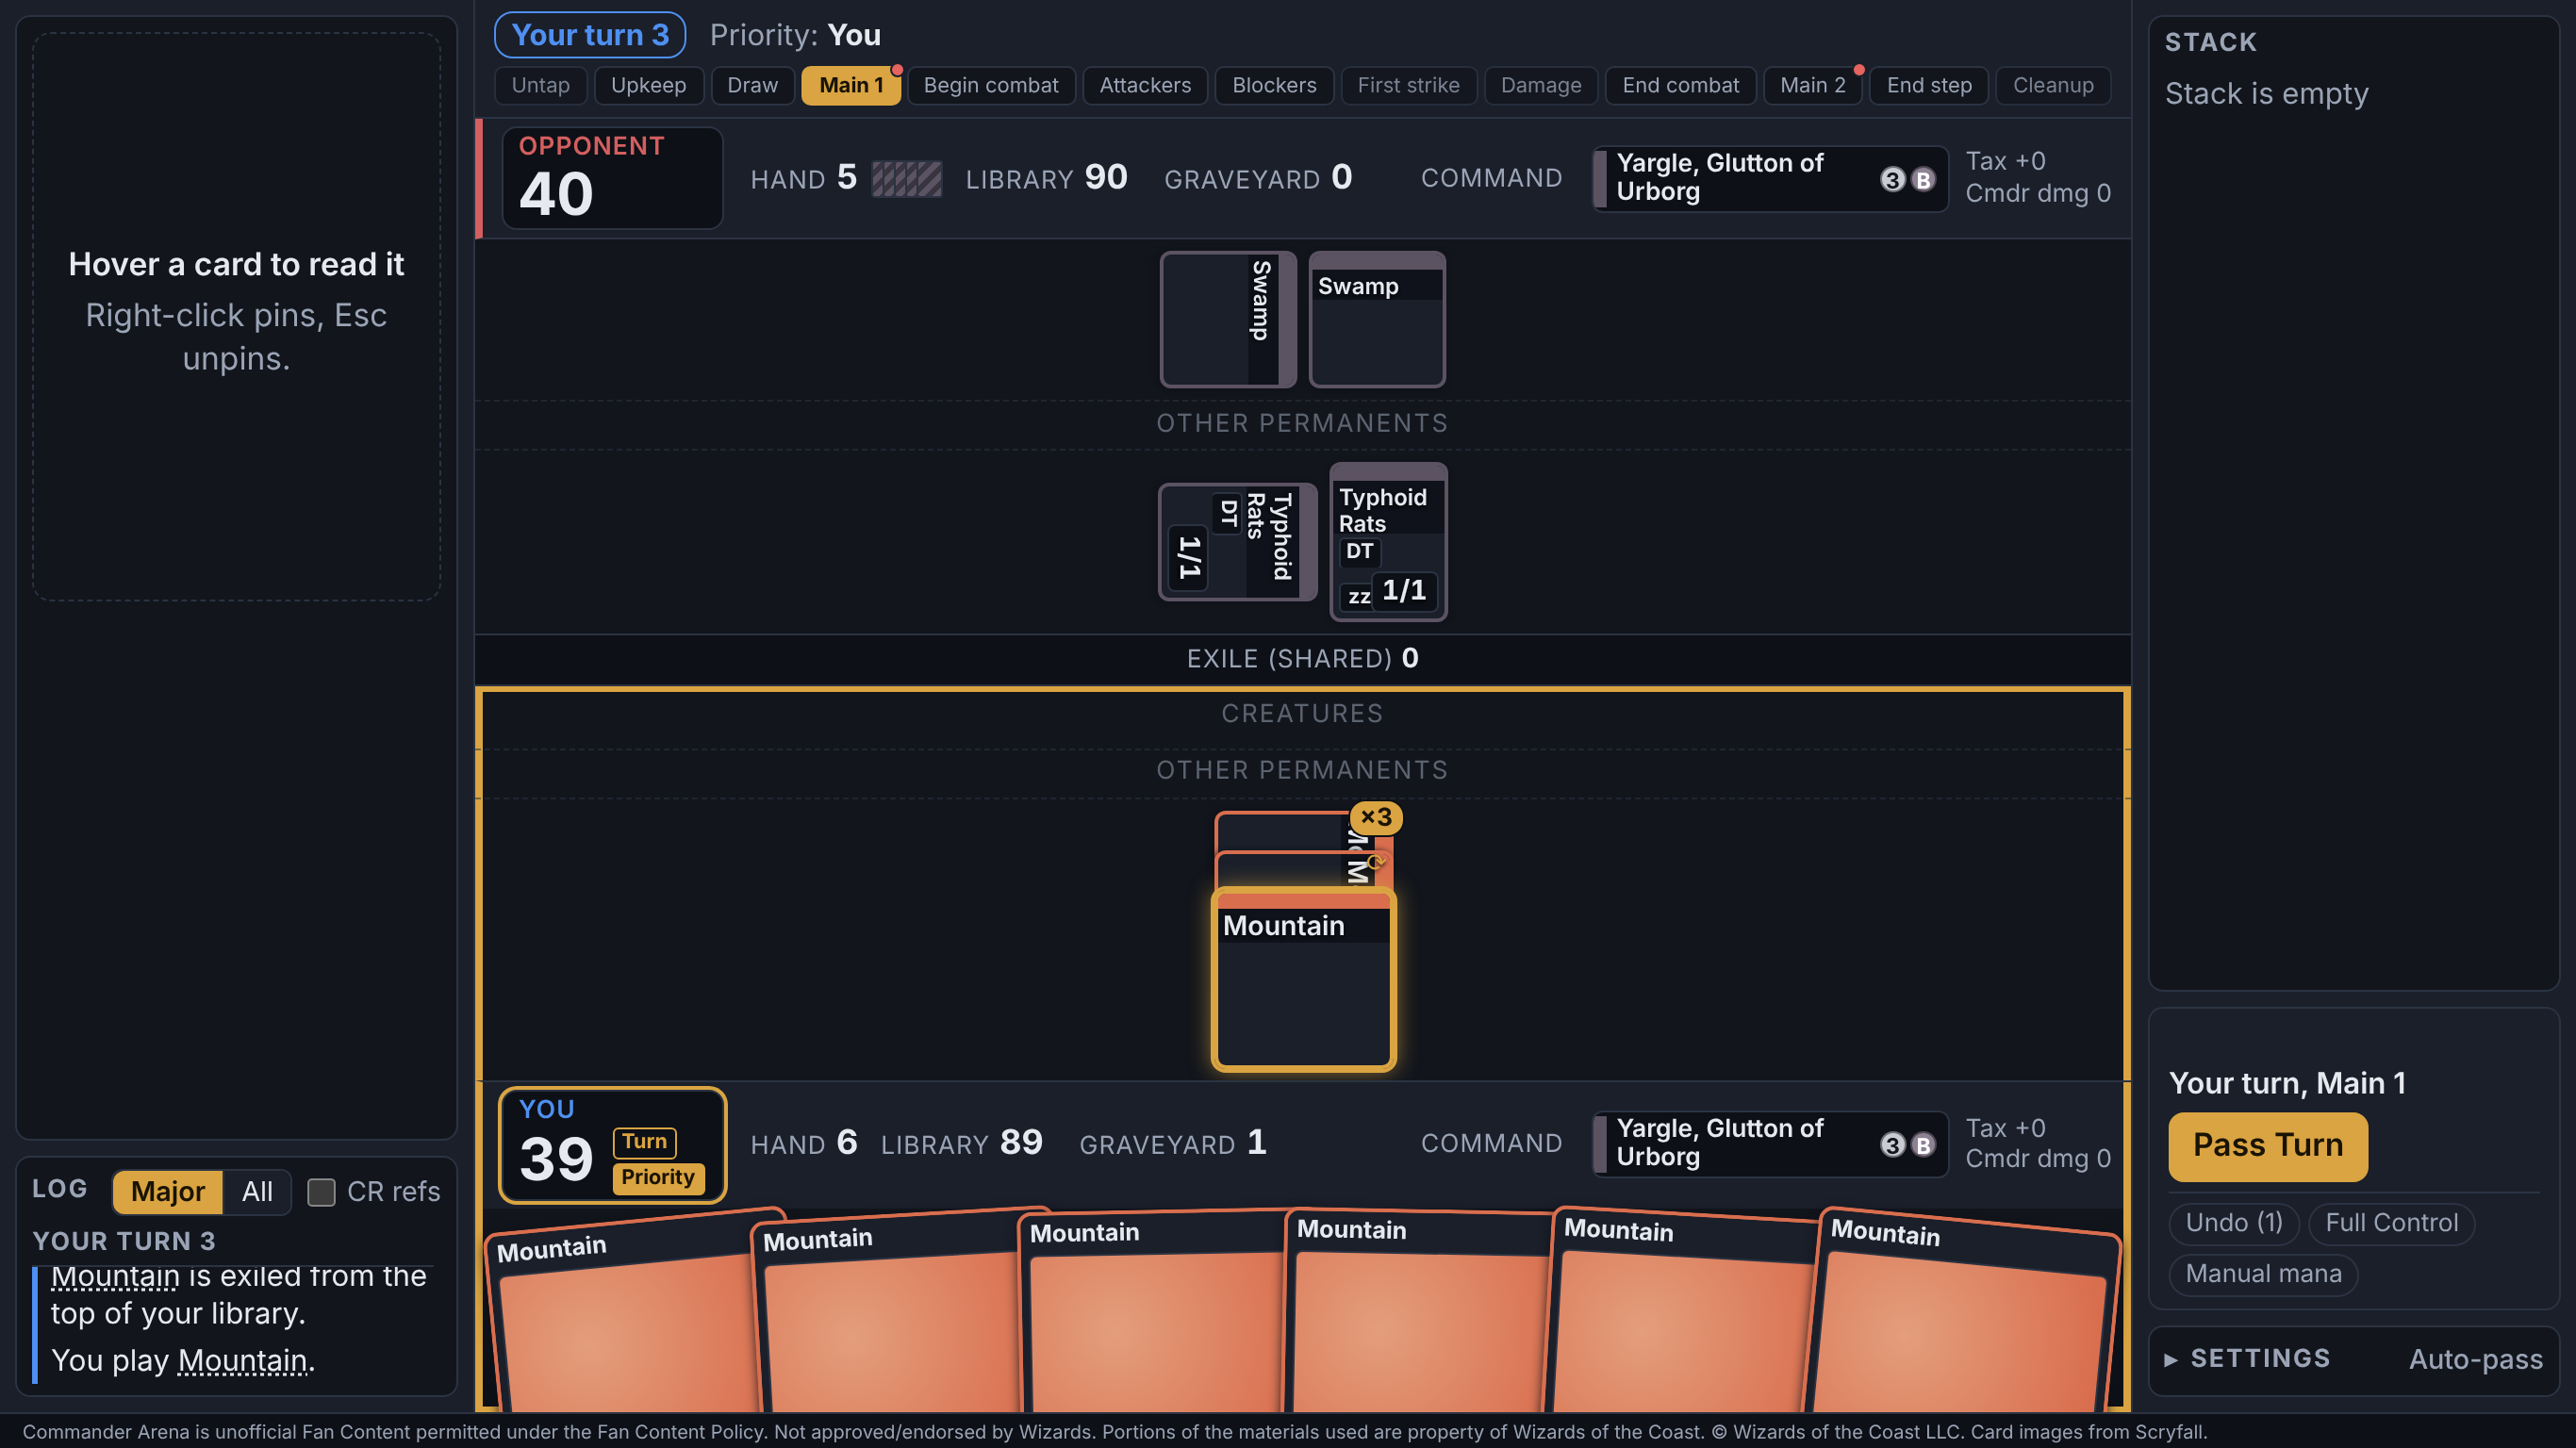 Hover a card to read it
Right-click pins, Esc
unpins.
LOG
Major
All
CR refs
YOUR TURN 3
Mountain is exiled from the
top of your library.
You play Mountain.
Your turn 3
Priority: You
Untap
Upkeep
Draw
Main 1
Begin combat
Attackers
Blockers
First strike
Damage
End combat
Main 2
End step
Cleanup
OPPONENT
40
HAND 5
LIBRARY 90
GRAVEYARD 0
COMMAND
Yargle, Glutton of
Urborg
3 B
Tax +0
Cmdr dmg 0
Swamp
Swamp
OTHER PERMANENTS
Typhoid
Rats
DT
1/1
Typhoid
Rats
DT
zz
1/1
EXILE (SHARED) 0
CREATURES
OTHER PERMANENTS
×3
Mountain
YOU
39
Turn
Priority
HAND 6
LIBRARY 89
GRAVEYARD 1
COMMAND
Yargle, Glutton of
Urborg
3 B
Tax +0
Cmdr dmg 0
Mountain
Mountain
Mountain
Mountain
Mountain
Mountain
STACK
Stack is empty
Your turn, Main 1
Pass Turn
Undo (1)
Full Control
Manual mana
▸ SETTINGS
Auto-pass
Commander Arena is unofficial Fan Content permitted under the Fan Content Policy. Not approved/endorsed by Wizards. Portions of the materials used are property of Wizards of the Coast. © Wizards of the Coast LLC. Card images from Scryfall.